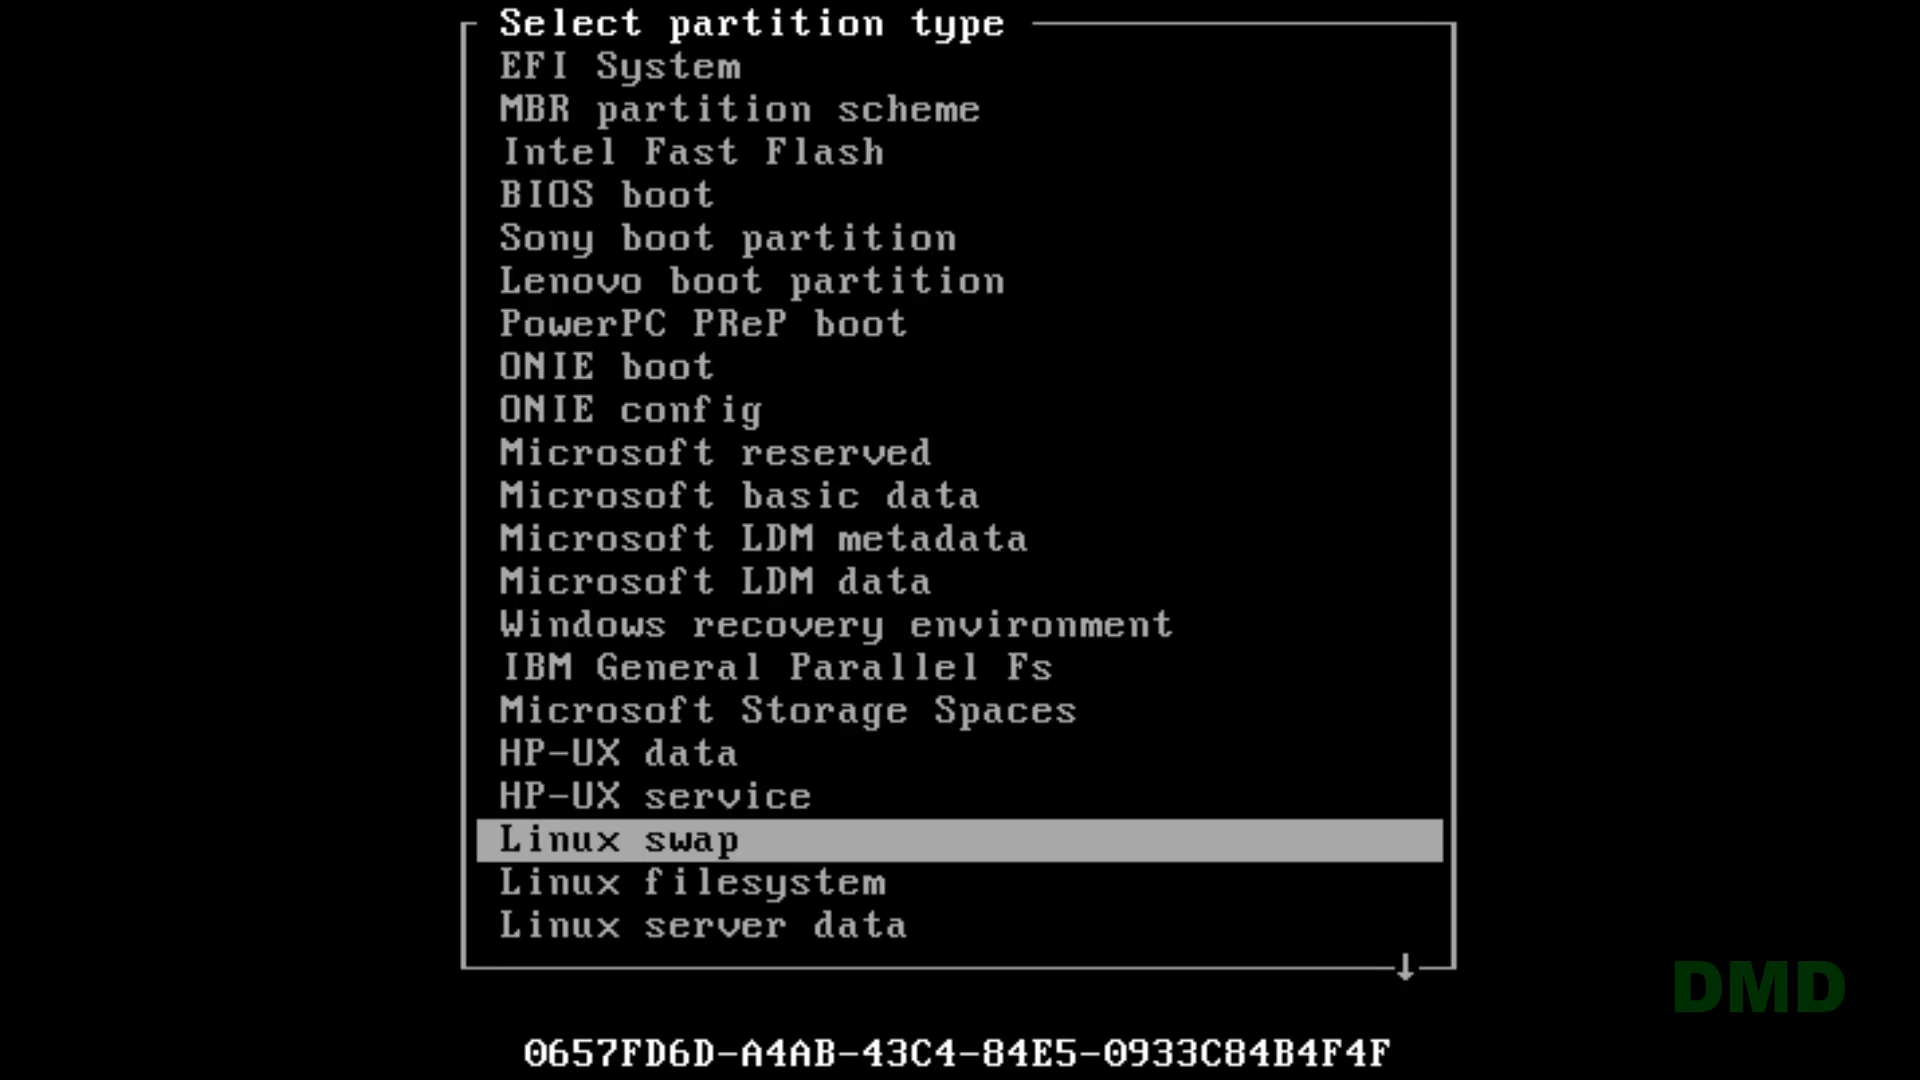 Select partition type
EFI System
MBR partition scheme
Intel Fast Flash
BIOS boot
Sony boot partition
Lenovo boot partition
PowerPC PReP boot
ONIE boot
ONIE config
Microsoft reserved
Microsoft basic data
Microsoft LDM metadata
Microsoft LDM data
Windows recovery environment
IBM General Parallel Fs
Microsoft Storage Spaces
HP-UX data
HP-UX service
Linux swap
Linux filesystem
Linux server data
↓
DMD
0657FD6D-A4AB-43C4-84E5-0933C84B4F4F